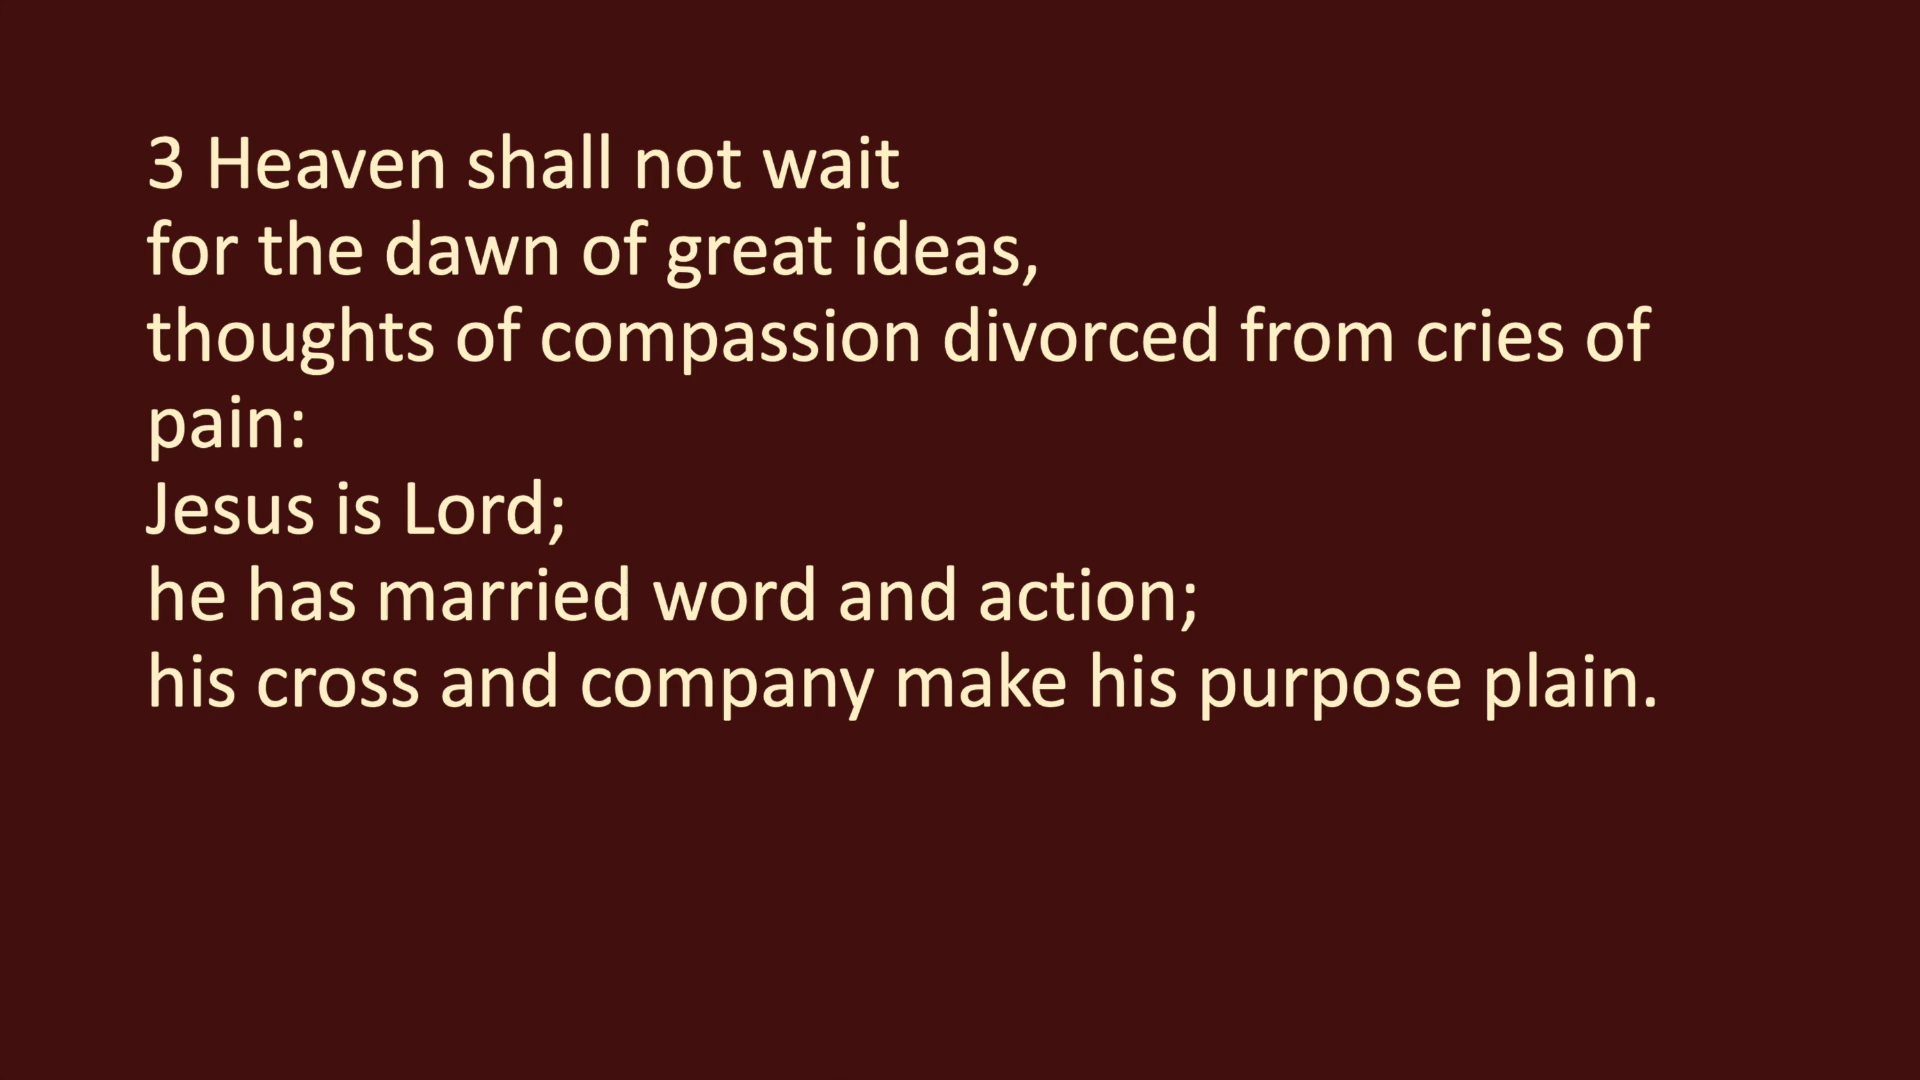 3 Heaven shall not wait
for the dawn of great ideas,
thoughts of compassion divorced from cries of
pain:
Jesus is Lord;
he has married word and action;
his cross and company make his purpose plain.